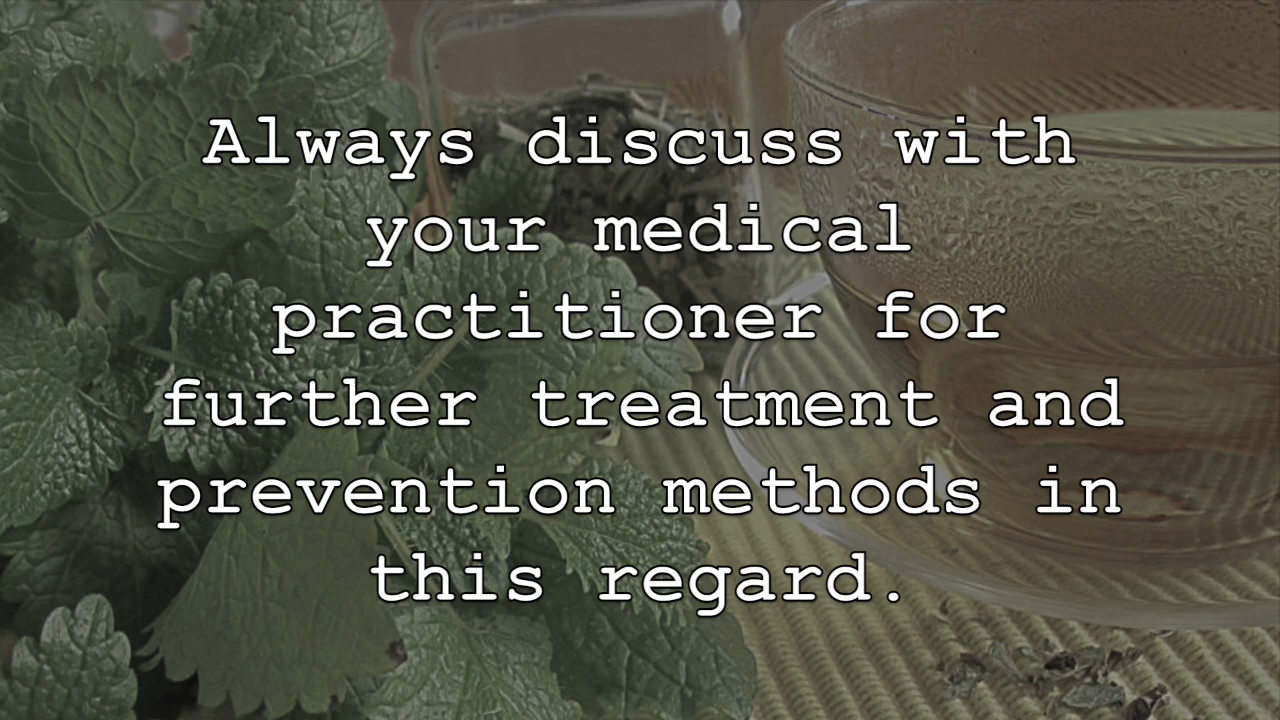 Always discuss with
your medical
practitioner for
further treatment and
prevention methods in
this regard.